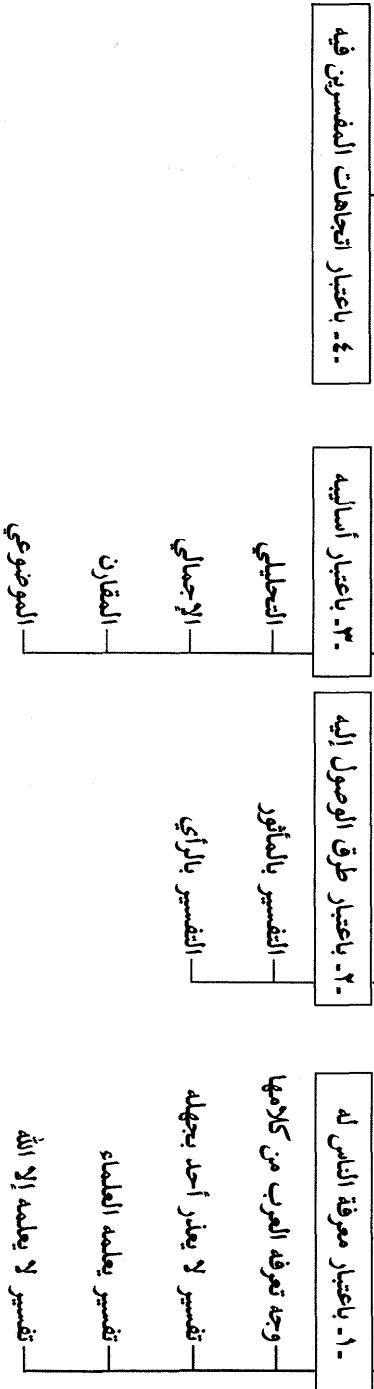 -١- باعتبار معرفة الناس له
وجه تعرفه العرب من كلامها
تفسير لا يعذر أحد بجهله
تفسير يعلمه العلماء
تفسير لا يعلمه إلا الله
-٢- باعتبار طرق الوصول إليه
التفسير بالمأثور
التفسير بالرأي
-٣- باعتبار أساليبه
التحليلي
الإجمالي
المقارن
الموضوعي
-٤- باعتبار اتجاهات المفسرين فيه